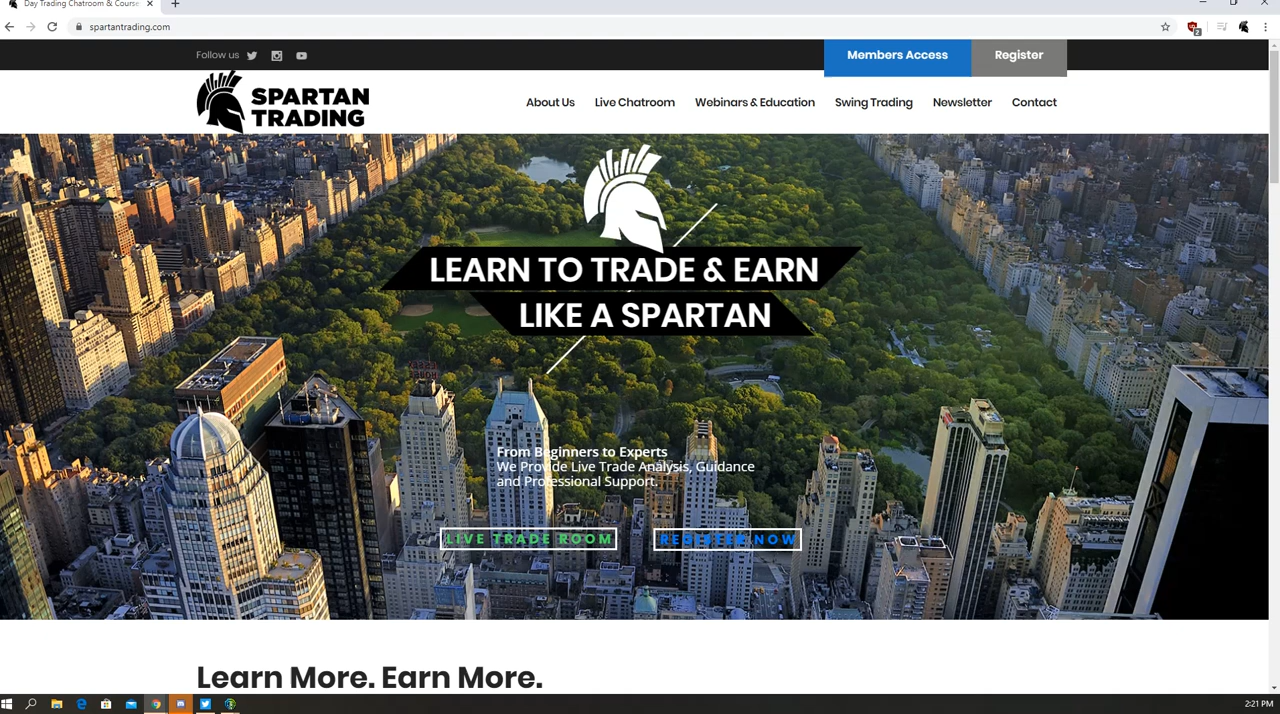 Day Trading Chatroom & Course
spartantrading.com
2
Follow us
Members Access
Register
SPARTAN
TRADING
About Us
Live Chatroom
Webinars & Education
Swing Trading
Newsletter
Contact
LEARN TO TRADE & EARN
LIKE A SPARTAN
From Beginners to Experts
We Provide Live Trade Analysis, Guidance
and Professional Support.
LIVE TRADE ROOM
REGISTER NOW
Learn More. Earn More.
2:21 PM